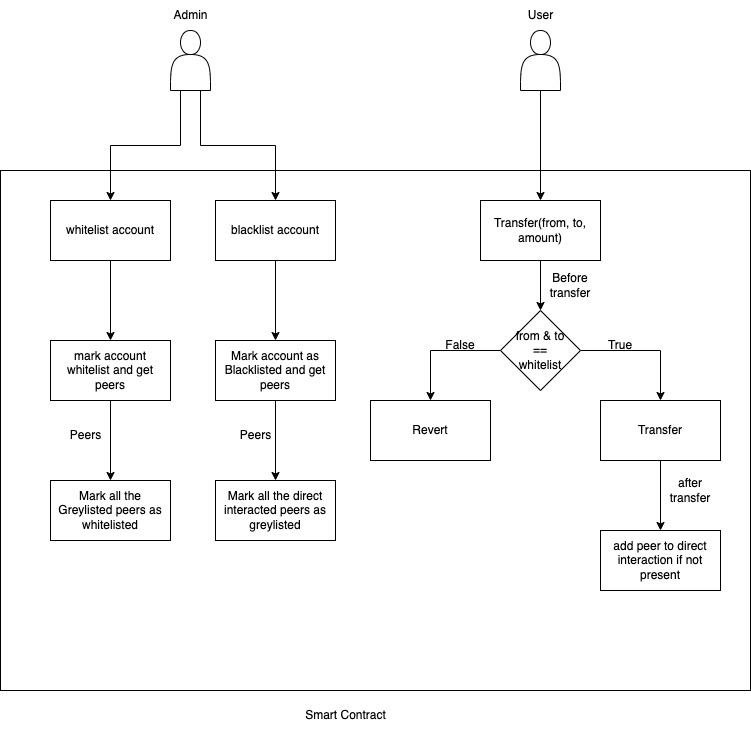 Admin
User
whitelist account
blacklist account
Transfer(from, to,
amount)
Before
transfer
mark account
whitelist and get
peers
Mark account as
Blacklisted and get
peers
False
from & to
==
whitelist
True
Peers
Peers
Revert
Transfer
Mark all the
Greylisted peers as
whitelisted
Mark all the direct
interacted peers as
greylisted
after
transfer
add peer to direct
interaction if not
present
Smart Contract